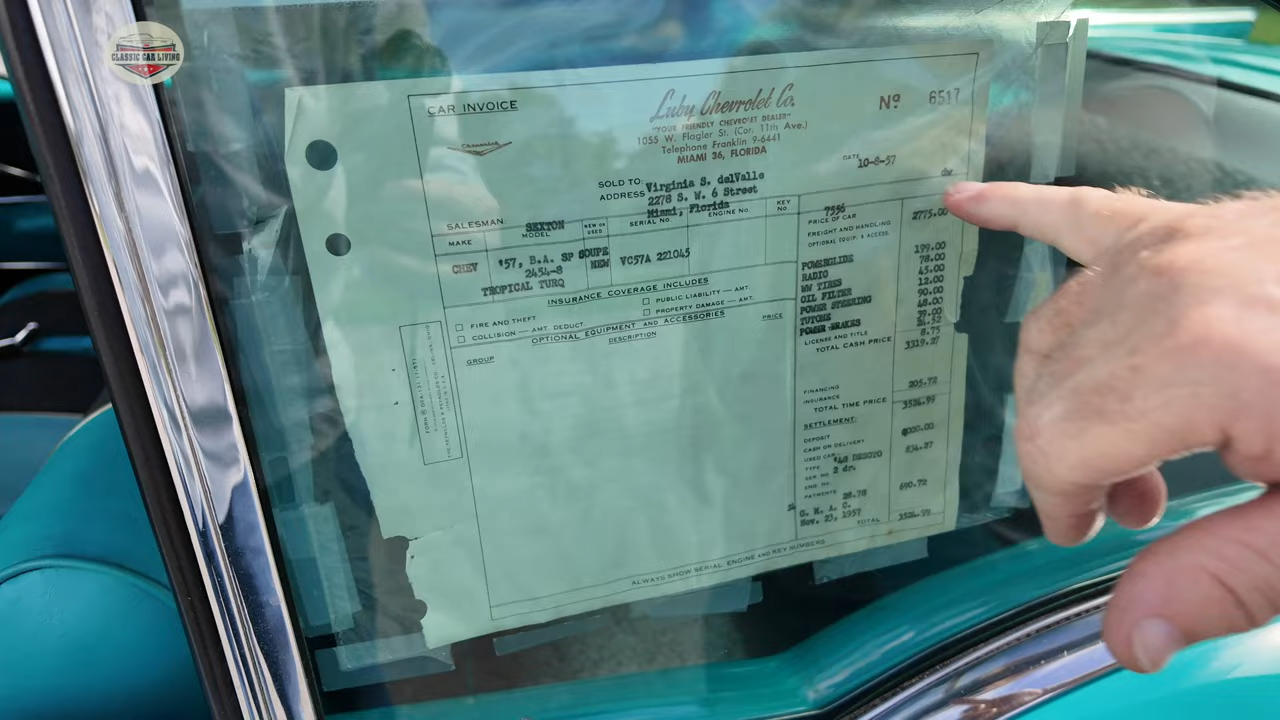 CLASSIC CAR LIVING
CAR INVOICE
Chevrolet
Luby Chevrolet Co.
"YOUR FRIENDLY CHEVROLET DEALER"
1055 W. Flagler St. (Cor. 11th Ave.)
Telephone Franklin 9-6441
MIAMI 36, FLORIDA
Nº 6517
DATE 10-8-57
SOLD TO: Virginia S. delValle
ADDRESS 2278 S. W. 6 Street
Miami, Florida
SALESMAN SEXTON
MAKE MODEL NEW OR USED SERIAL NO. ENGINE NO. KEY NO.
CHEV '57, B.A. SP COUPE NEW VC57A 221045
2454-8
TROPICAL TURQ
INSURANCE COVERAGE INCLUDES
FIRE AND THEFT PUBLIC LIABILITY — AMT.
COLLISION — AMT. DEDUCT PROPERTY DAMAGE — AMT.
OPTIONAL EQUIPMENT AND ACCESSORIES
GROUP DESCRIPTION PRICE
7556
PRICE OF CAR 2775.00
FREIGHT AND HANDLING
OPTIONAL EQUIP. & ACCESS.
POWERGLIDE 199.00
RADIO 78.00
WW TIRES 45.00
OIL FILTER 12.00
POWER STEERING 90.00
TUTONE 48.00
POWER BRAKES 39.00
LICENSE AND TITLE 8.75
TOTAL CASH PRICE 3319.27
FINANCING 205.72
INSURANCE
TOTAL TIME PRICE 3524.99
SETTLEMENT:
DEPOSIT
CASH ON DELIVERY
USED CAR '48 DESOTO 834.27
TYPE 2 dr.
SER. NO.
ENG. NO.
PAYMENTS 28.78 690.72
G. M. A. C.
Nov. 23, 1957
TOTAL 3524.99
ALWAYS SHOW SERIAL, ENGINE AND KEY NUMBERS